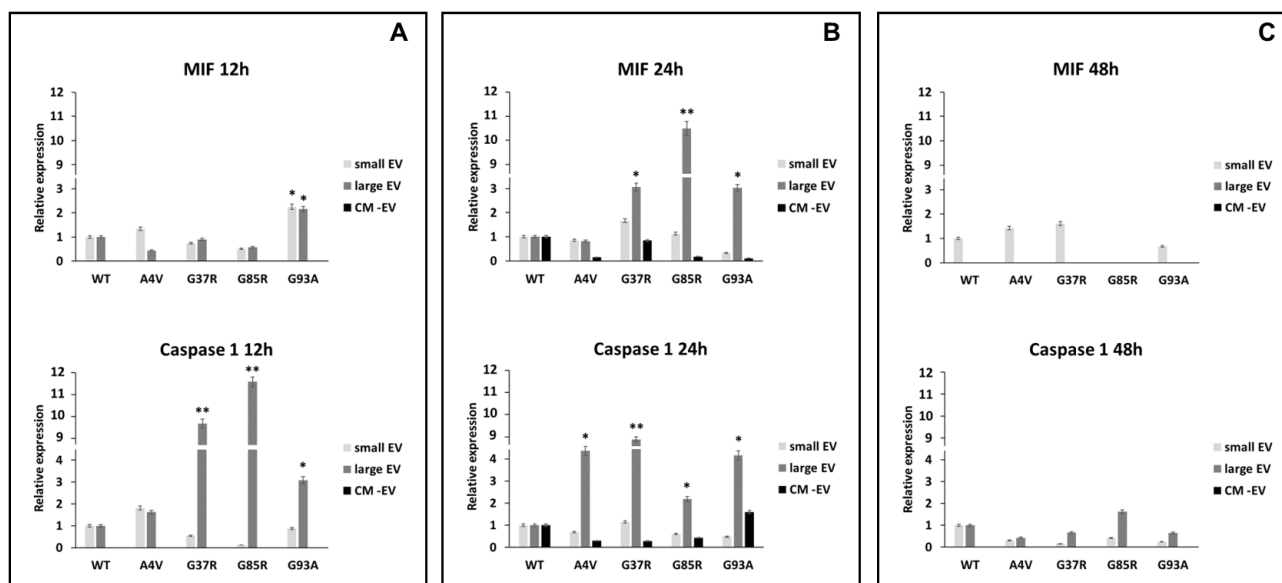 A
MIF 12h
Relative expression
12
11
10
9
3
2
1
0
*
*
WT A4V G37R G85R G93A
small EV
large EV
CM -EV
Caspase 1 12h
Relative expression
12
11
10
9
4
3
2
1
0
**
**
*
WT A4V G37R G85R G93A
small EV
large EV
CM -EV
B
MIF 24h
Relative expression
12
11
10
9
3
2
1
0
*
**
*
WT A4V G37R G85R G93A
small EV
large EV
CM -EV
Caspase 1 24h
Relative expression
12
11
10
9
4
2
1
0
*
**
*
*
WT A4V G37R G85R G93A
small EV
large EV
CM -EV
C
MIF 48h
Relative expression
12
11
10
9
3
2
1
0
WT A4V G37R G85R G93A
small EV
large EV
CM -EV
Caspase 1 48h
Relative expression
12
11
10
9
4
2
1
0
WT A4V G37R G85R G93A
small EV
large EV
CM -EV